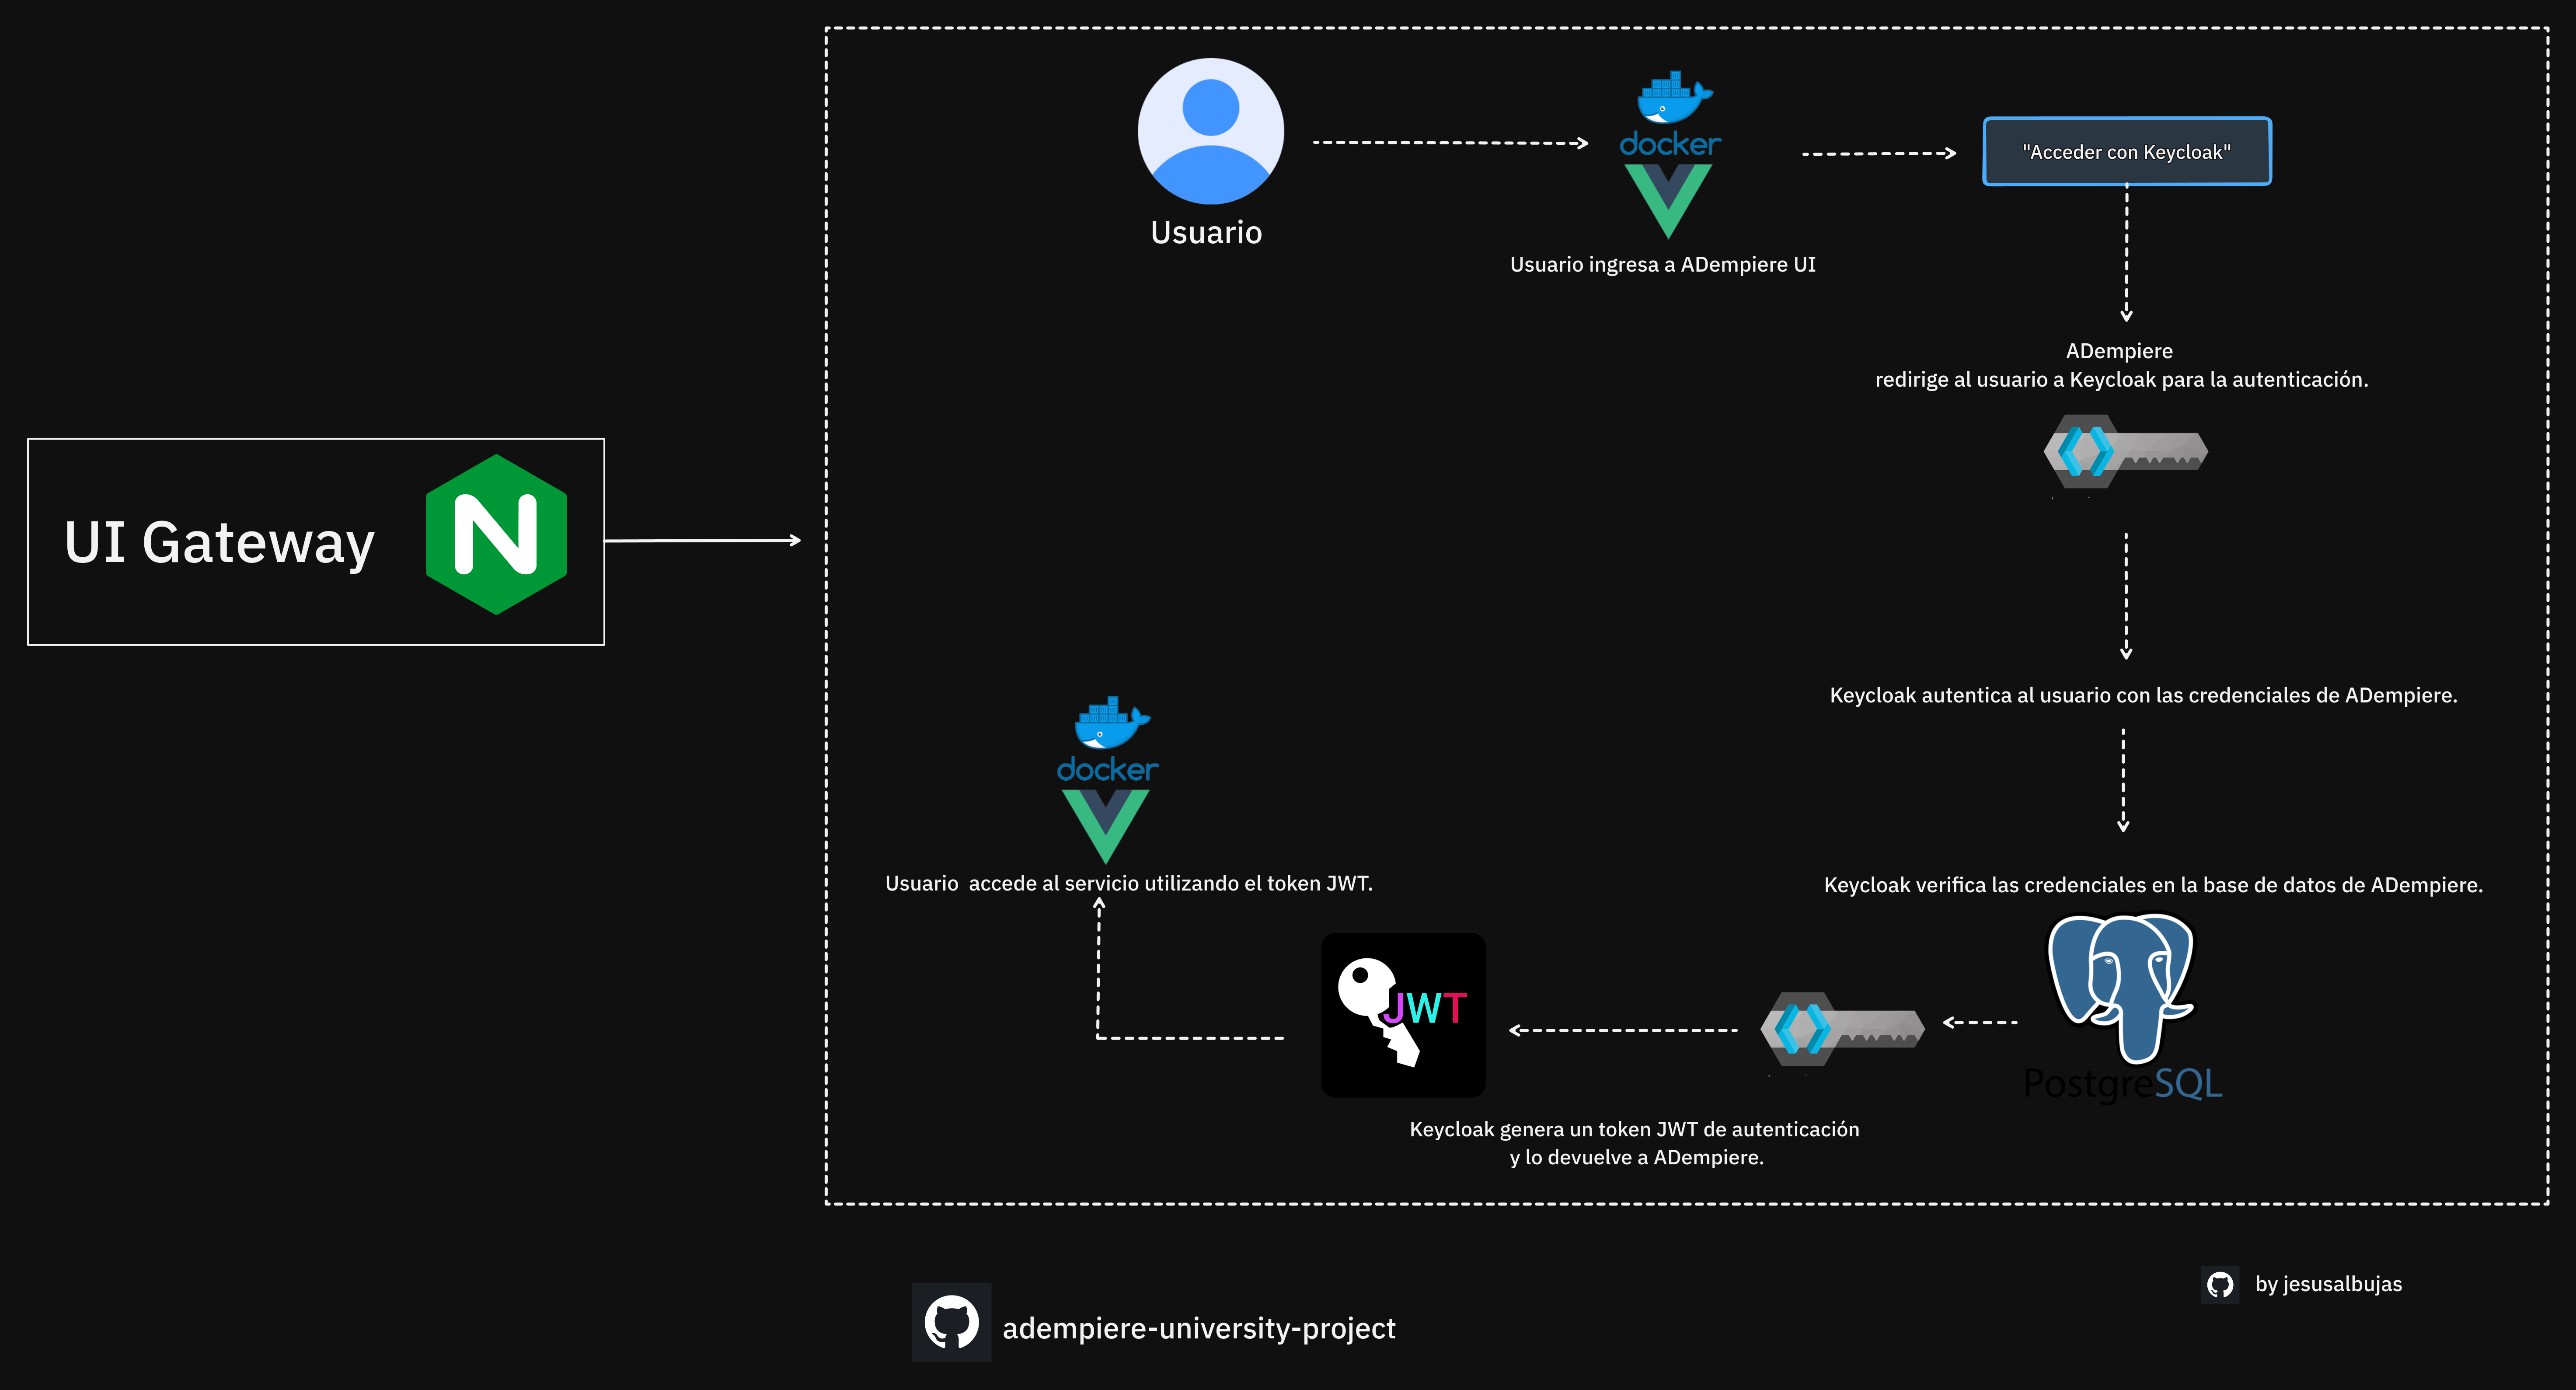 docker
"Acceder con Keycloak"
Usuario
Usuario ingresa a ADempiere UI
ADempiere
redirige al usuario a Keycloak para la autenticación.
UI Gateway
N
Keycloak autentica al usuario con las credenciales de ADempiere.
docker
Usuario  accede al servicio utilizando el token JWT.
Keycloak verifica las credenciales en la base de datos de ADempiere.
JWT
PostgreSQL
Keycloak genera un token JWT de autenticación
y lo devuelve a ADempiere.
by jesusalbujas
adempiere-university-project